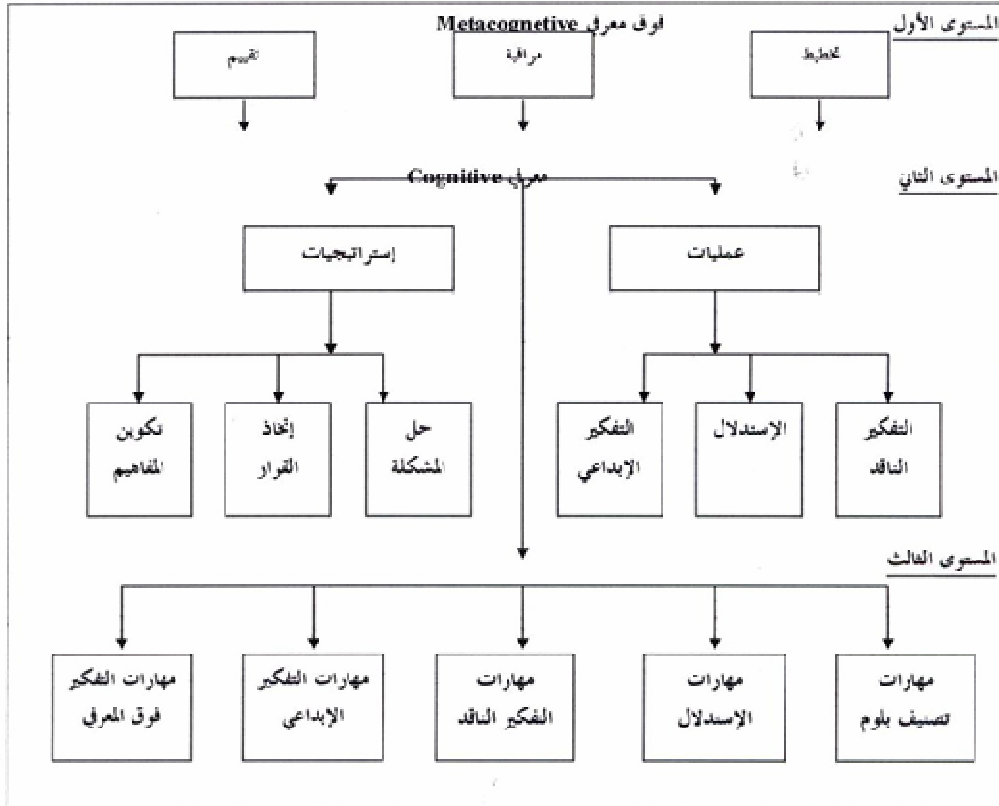 المستوى الأول
فوق معرفي Metacognetive
تخطيط
مراقبة
تقييم
المستوى الثاني
معرفي Cognitive
عمليات
إستراتيجيات
التفكير
الناقد
الإستدلال
التفكير
الإبداعي
حل
المشكلة
إتخاذ
القرار
تكوين
المفاهيم
المستوى الثالث
مهارات
تصنيف بلوم
مهارات
الإستدلال
مهارات
التفكير الناقد
مهارات التفكير
الإبداعي
مهارات التفكير
فوق المعرفي